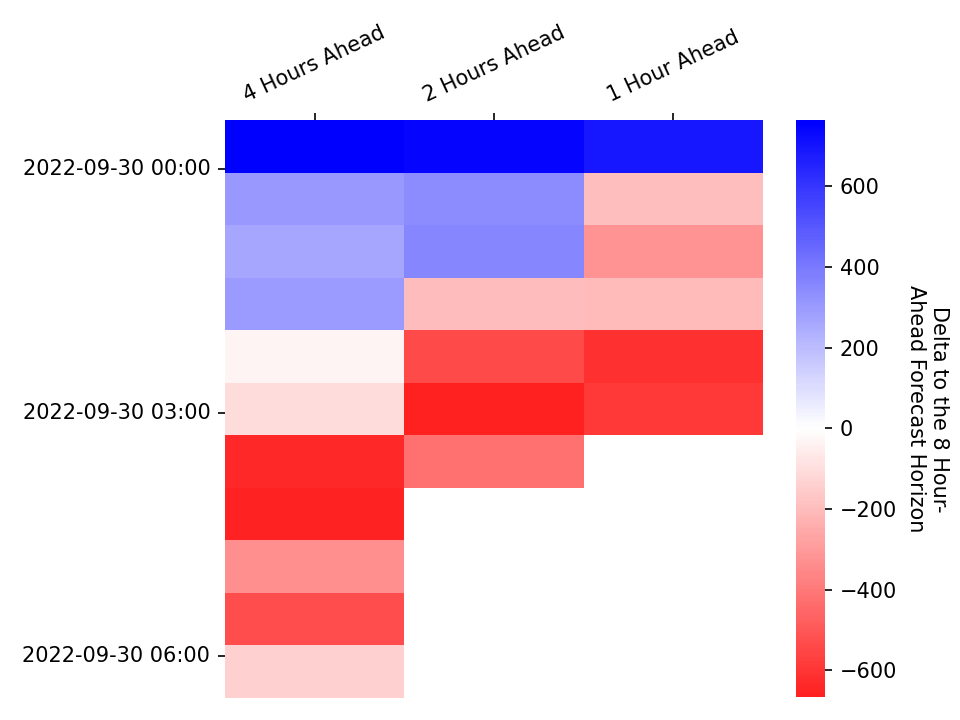 4 Hours Ahead
2 Hours Ahead
1 Hour Ahead
2022-09-30 00:00
2022-09-30 03:00
2022-09-30 06:00
600
400
200
0
−200
−400
−600
Delta to the 8 Hour-
Ahead Forecast Horizon